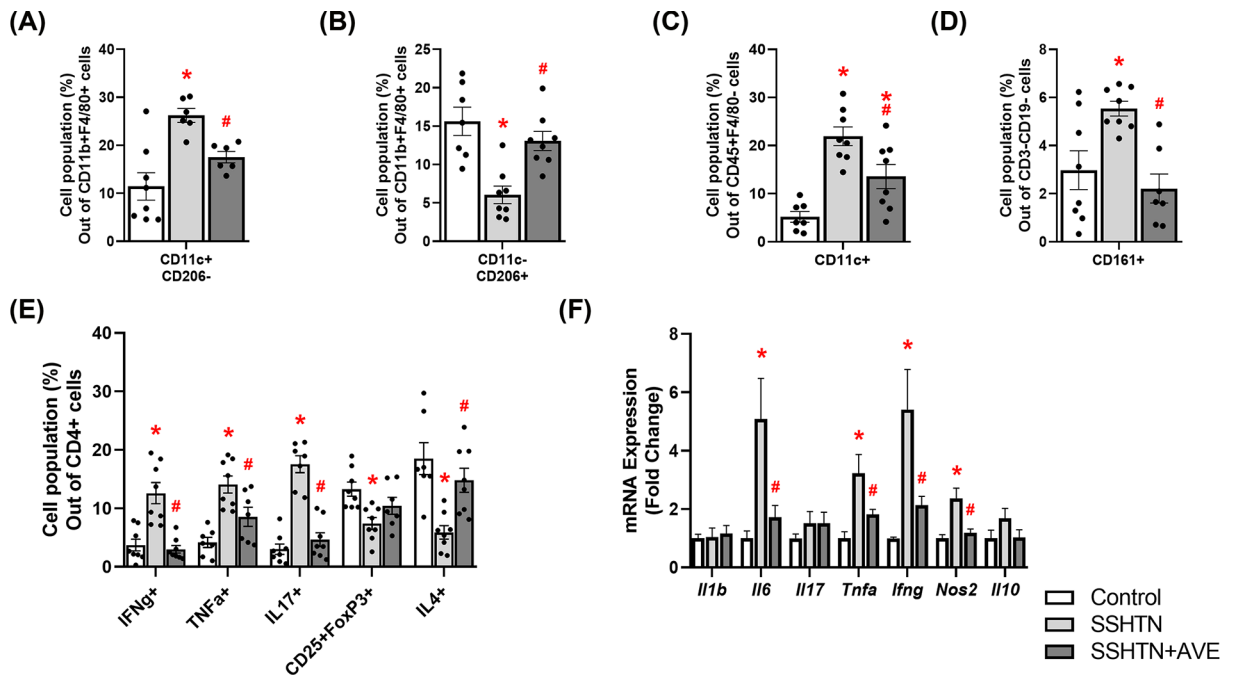 (A)
Cell population (%)
Out of CD11b+F4/80+ cells
40
30
20
10
0
*
#
CD11c+
CD206-
(B)
Cell population (%)
Out of CD11b+F4/80+ cells
25
20
15
10
5
0
*
#
CD11c-
CD206+
(C)
Cell population (%)
Out of CD45+F4/80- cells
40
30
20
10
0
*
*
#
CD11c+
(D)
Cell population (%)
Out of CD3-CD19- cells
8
6
4
2
0
*
#
CD161+
(E)
Cell population (%)
Out of CD4+ cells
40
30
20
10
0
*
#
*
#
*
#
*
*
#
IFNg+
TNFa+
IL17+
CD25+FoxP3+
IL4+
(F)
mRNA Expression
(Fold Change)
8
6
4
2
0
*
#
*
#
*
#
*
#
Il1b
Il6
Il17
Tnfa
Ifng
Nos2
Il10
Control
SSHTN
SSHTN+AVE